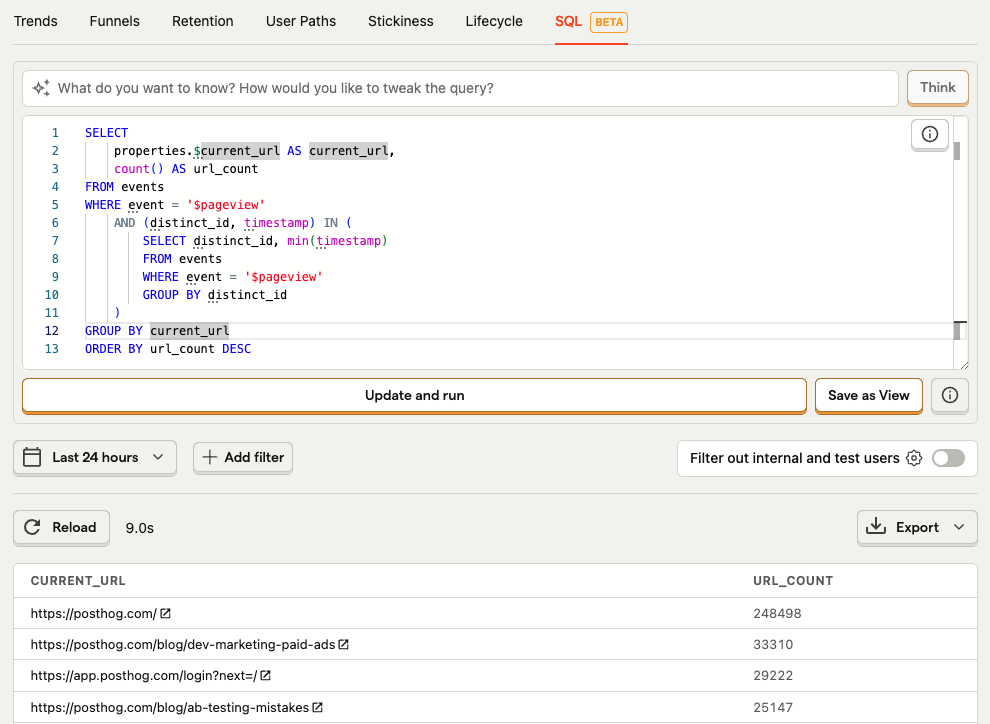 Trends Funnels Retention User Paths Stickiness Lifecycle SQL BETA
What do you want to know? How would you like to tweak the query? Think
1 SELECT
2 properties.$current_url AS current_url,
3 count() AS url_count
4 FROM events
5 WHERE event = '$pageview'
6 AND (distinct_id, timestamp) IN (
7 SELECT distinct_id, min(timestamp)
8 FROM events
9 WHERE event = '$pageview'
10 GROUP BY distinct_id
11 )
12 GROUP BY current_url
13 ORDER BY url_count DESC
Update and run Save as View
Last 24 hours Add filter Filter out internal and test users
Reload 9.0s Export
CURRENT_URL URL_COUNT
https://posthog.com/ 248498
https://posthog.com/blog/dev-marketing-paid-ads 33310
https://app.posthog.com/login?next=/ 29222
https://posthog.com/blog/ab-testing-mistakes 25147